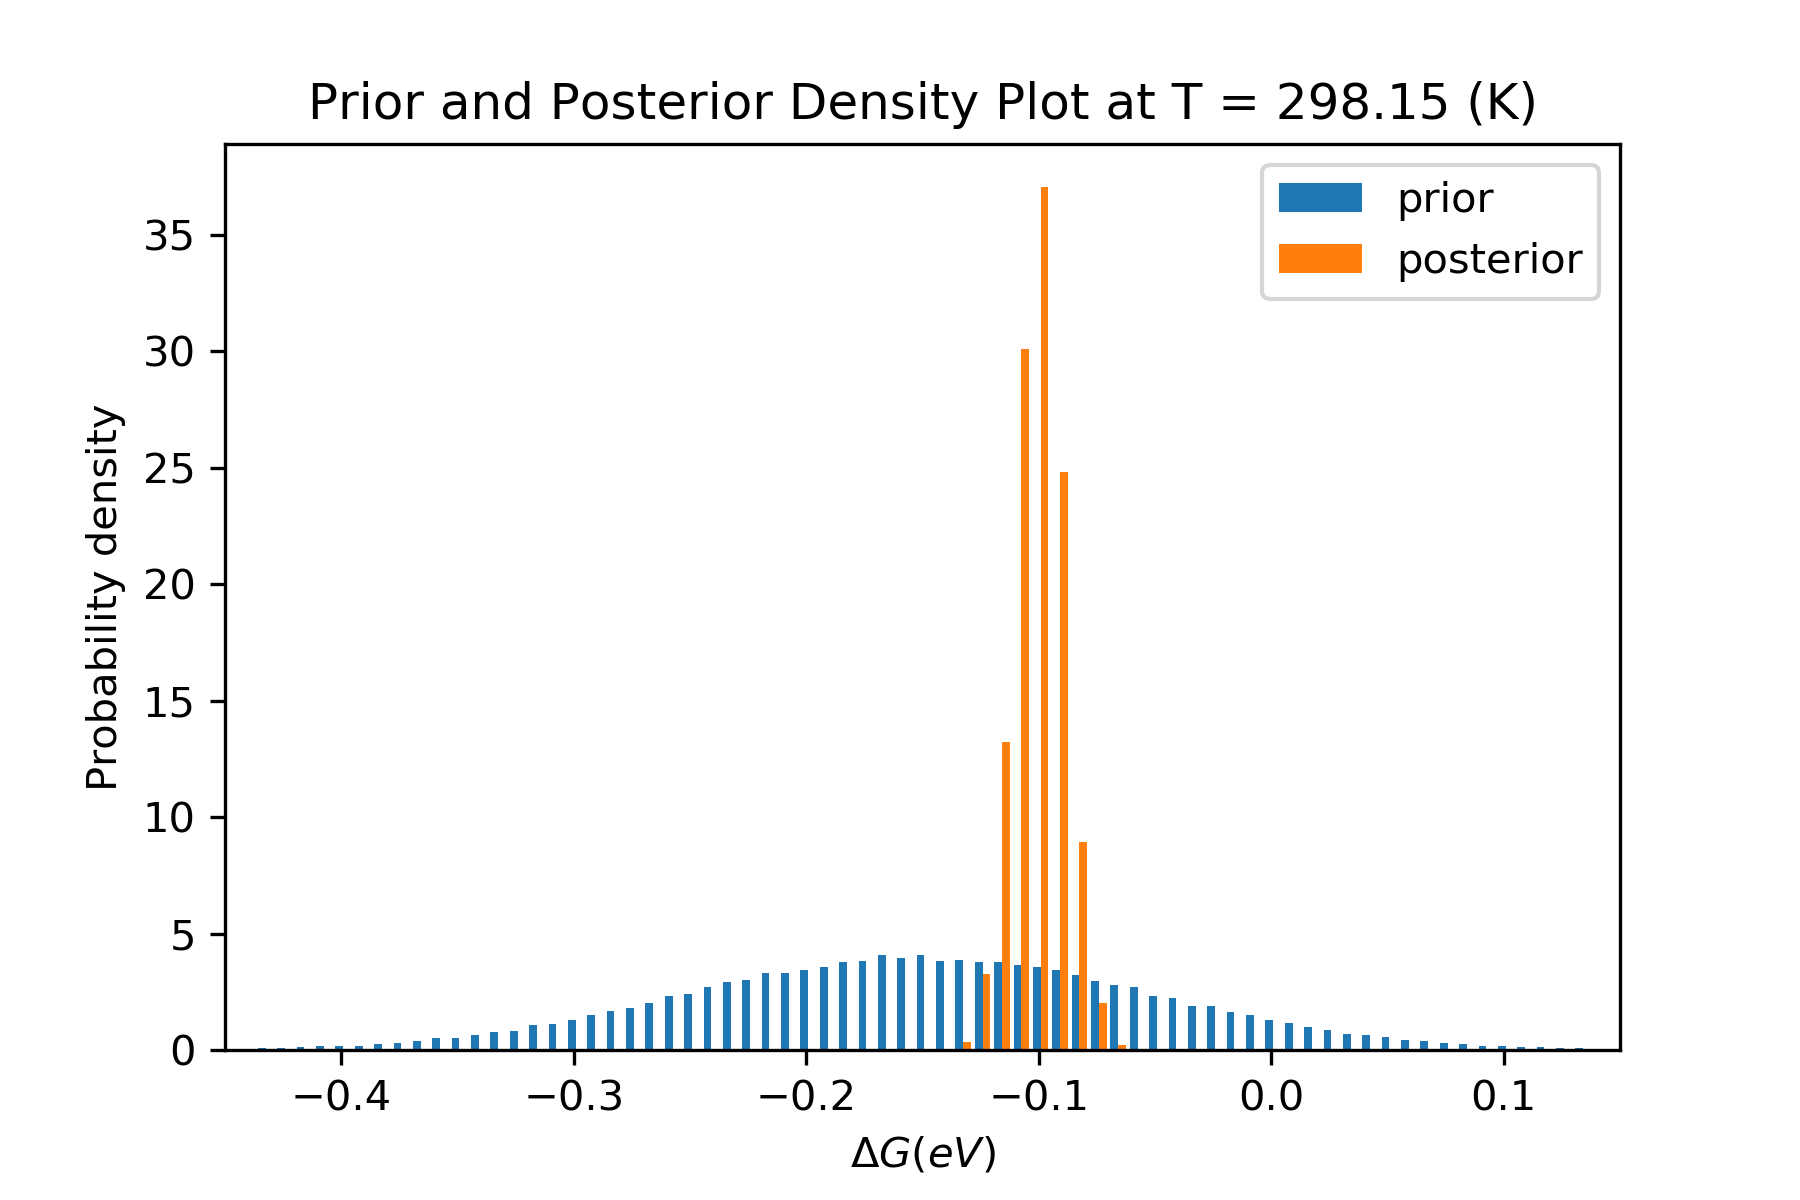 Prior and Posterior Density Plot at T = 298.15 (K)
prior
posterior
Probability density
35
30
25
20
15
10
5
0
−0.4 −0.3 −0.2 −0.1 0.0 0.1
ΔG(eV)